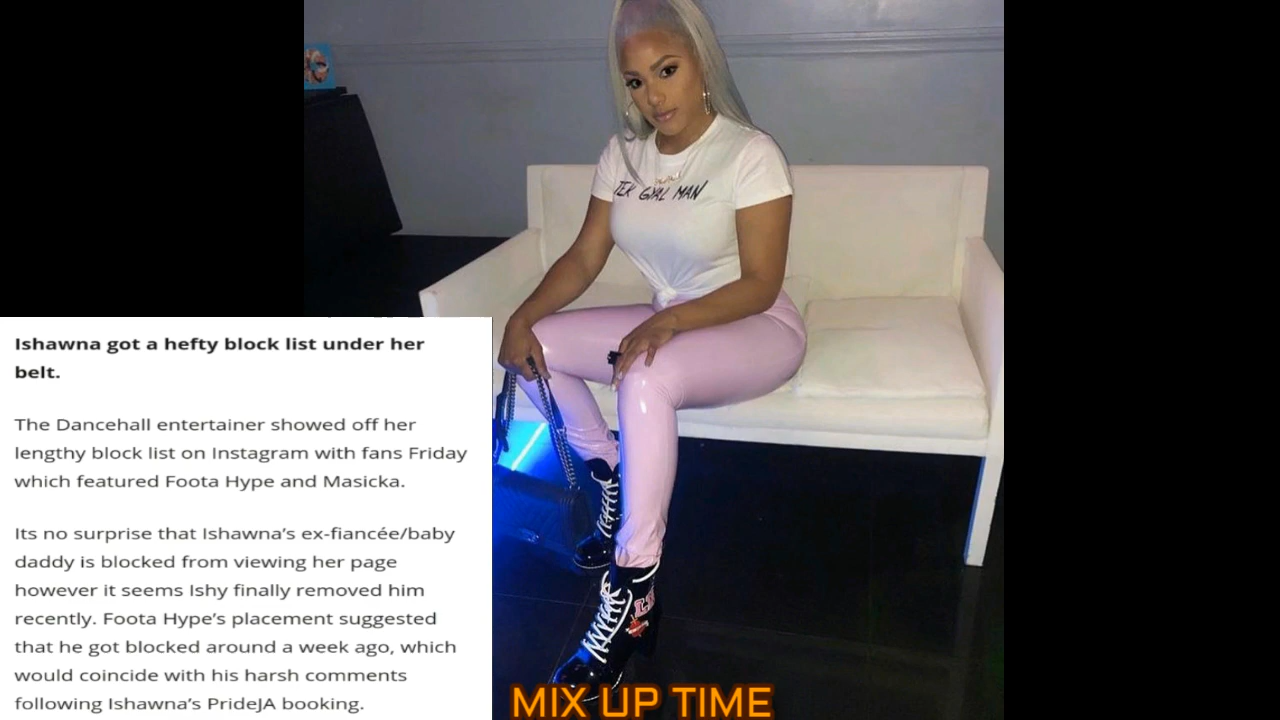 TEK GYAL MAN
Ishawna got a hefty block list under her
belt.
The Dancehall entertainer showed off her
lengthy block list on Instagram with fans Friday
which featured Foota Hype and Masicka.
Its no surprise that Ishawna’s ex-fiancée/baby
daddy is blocked from viewing her page
however it seems Ishy finally removed him
recently. Foota Hype’s placement suggested
that he got blocked around a week ago, which
would coincide with his harsh comments
following Ishawna’s PrideJA booking.
MIX UP TIME